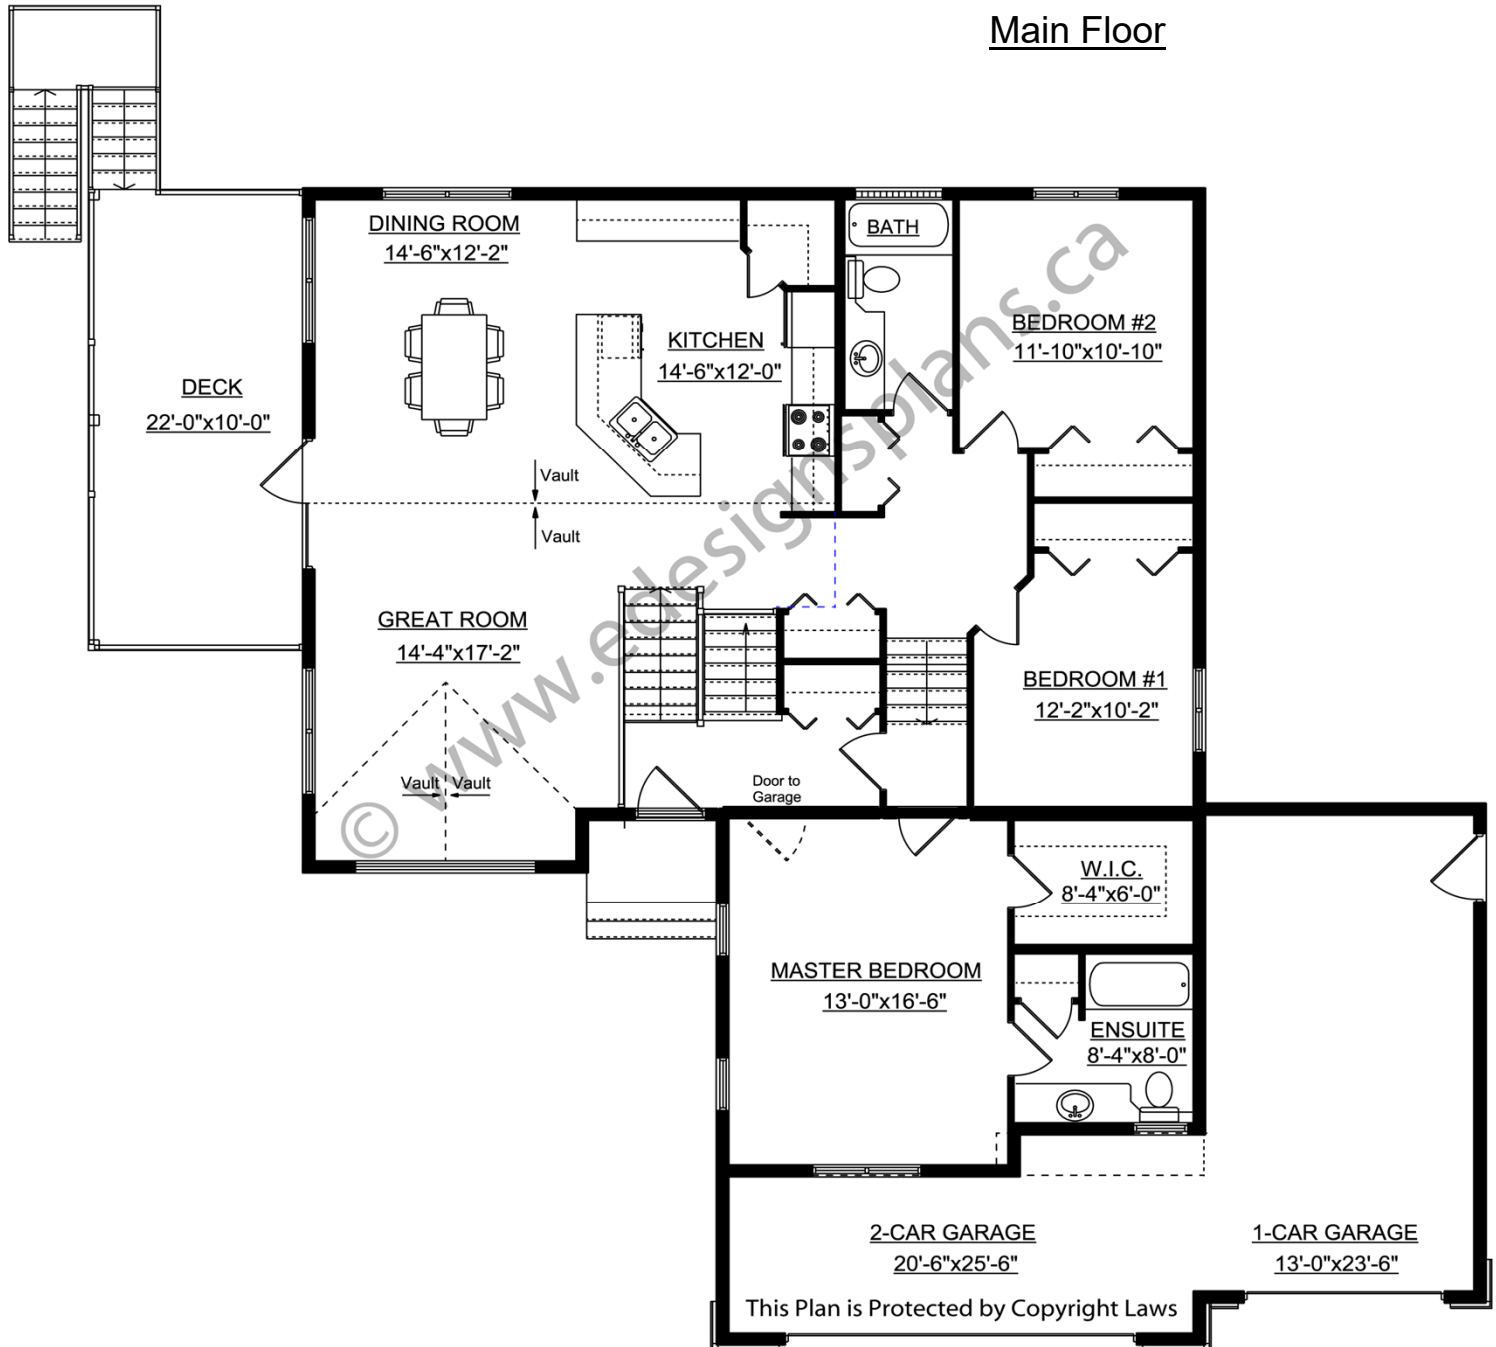 Main Floor
DINING ROOM
14'-6"x12'-2"
BATH
KITCHEN
14'-6"x12'-0"
BEDROOM #2
11'-10"x10'-10"
DECK
22'-0"x10'-0"
Vault
Vault
GREAT ROOM
14'-4"x17'-2"
BEDROOM #1
12'-2"x10'-2"
Vault Vault
Door to
Garage
W.I.C.
8'-4"x6'-0"
MASTER BEDROOM
13'-0"x16'-6"
ENSUITE
8'-4"x8'-0"
2-CAR GARAGE
20'-6"x25'-6"
1-CAR GARAGE
13'-0"x23'-6"
This Plan is Protected by Copyright Laws
© www.edesignsplans.ca